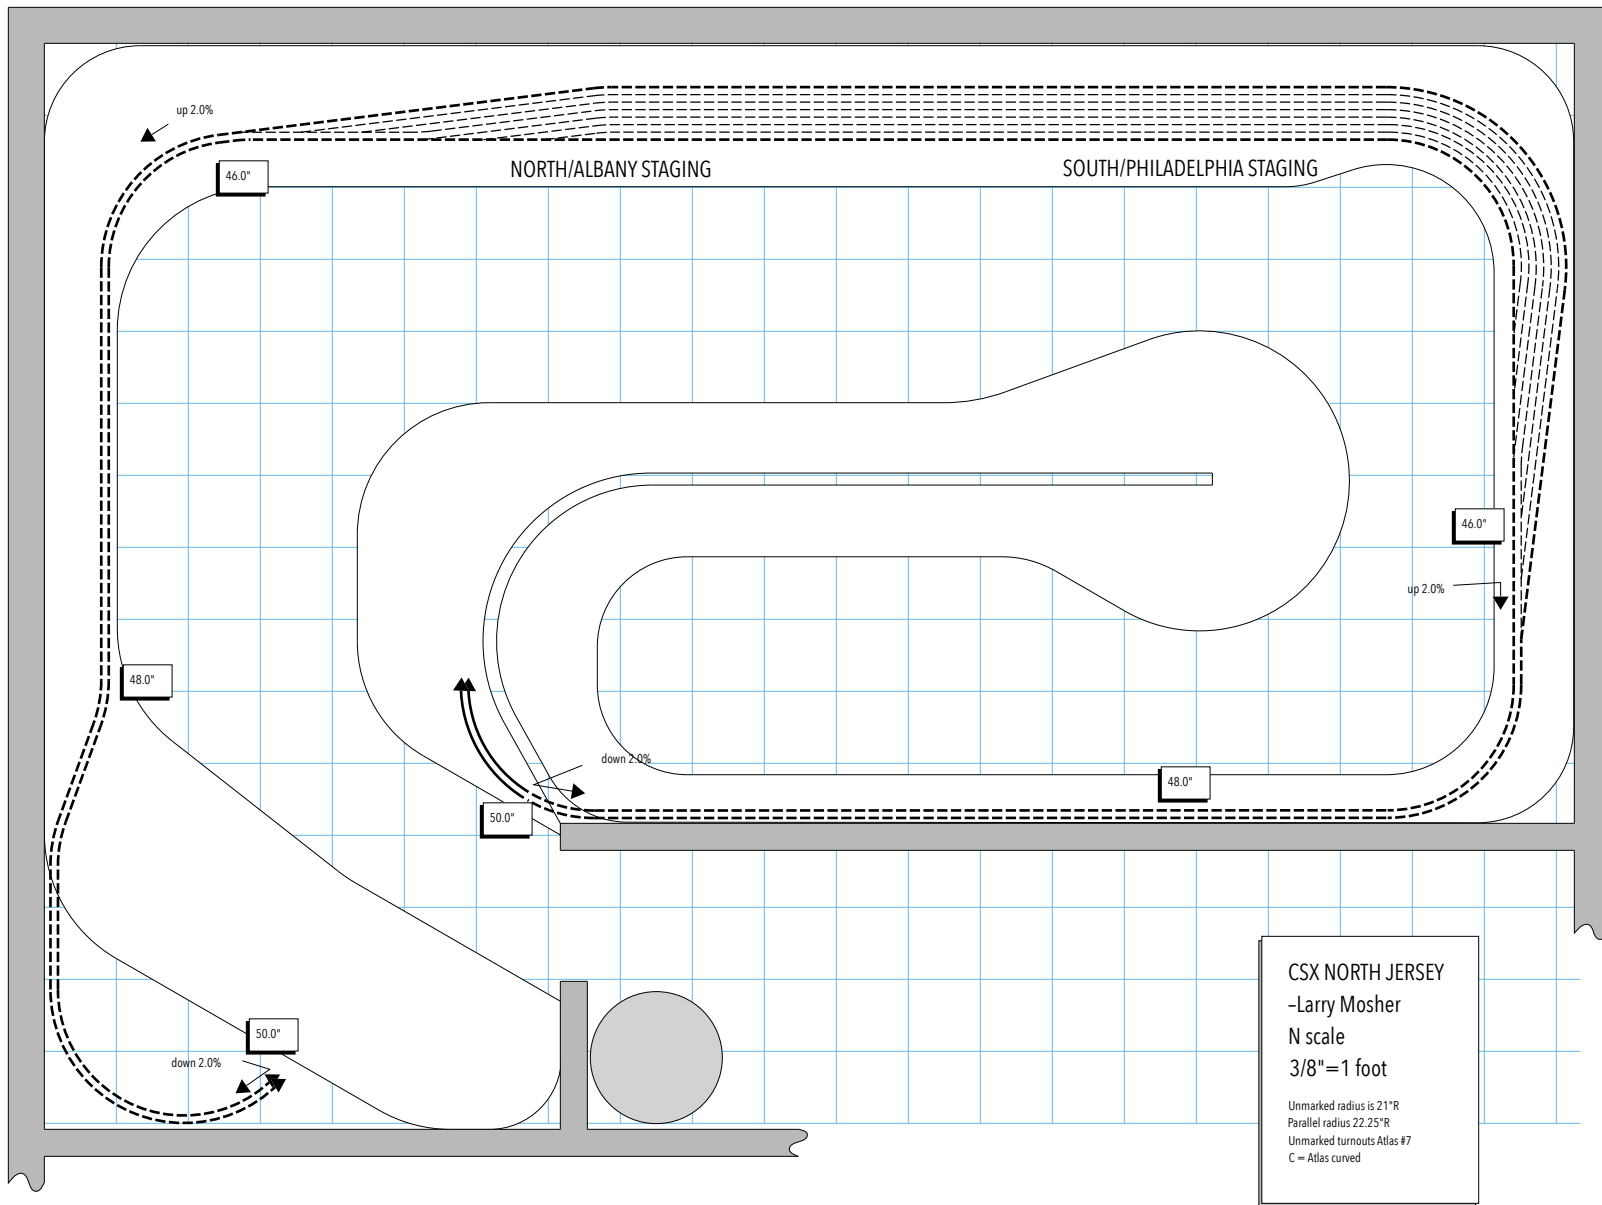 up 2.0%
46.0"
NORTH/ALBANY STAGING
SOUTH/PHILADELPHIA STAGING
46.0"
up 2.0%
48.0"
down 2.0%
48.0"
50.0"
50.0"
down 2.0%
CSX NORTH JERSEY
–Larry Mosher
N scale
3/8"=1 foot
Unmarked radius is 21"R
Parallel radius 22.25"R
Unmarked turnouts Atlas #7
C = Atlas curved